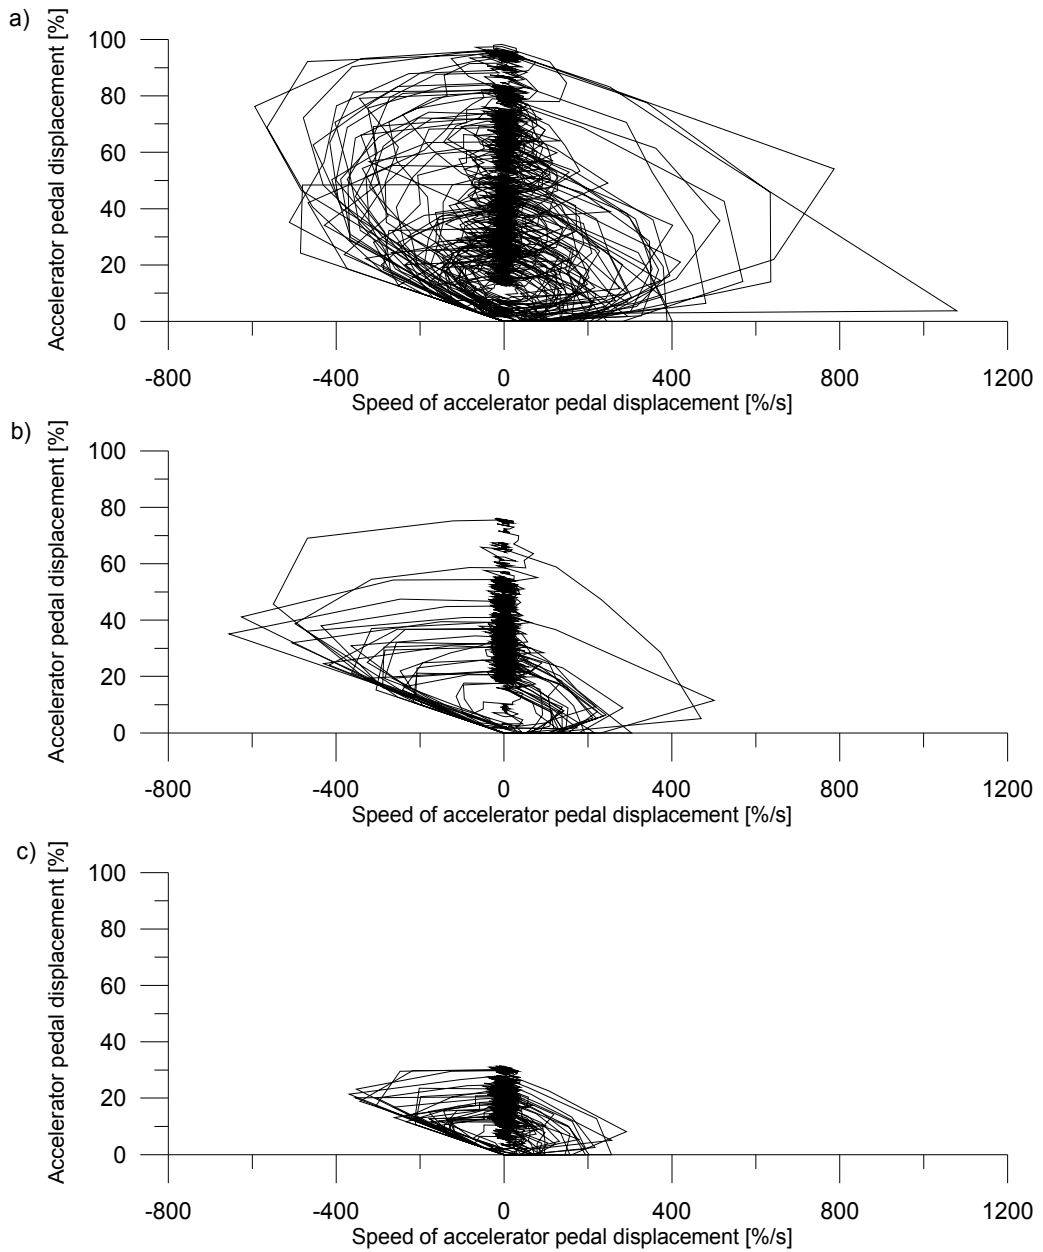 a)
Accelerator pedal displacement [%]
100
80
60
40
20
0
-800 -400 0 400 800 1200
Speed of accelerator pedal displacement [%/s]
b)
Accelerator pedal displacement [%]
100
80
60
40
20
0
-800 -400 0 400 800 1200
Speed of accelerator pedal displacement [%/s]
c)
Accelerator pedal displacement [%]
100
80
60
40
20
0
-800 -400 0 400 800 1200
Speed of accelerator pedal displacement [%/s]